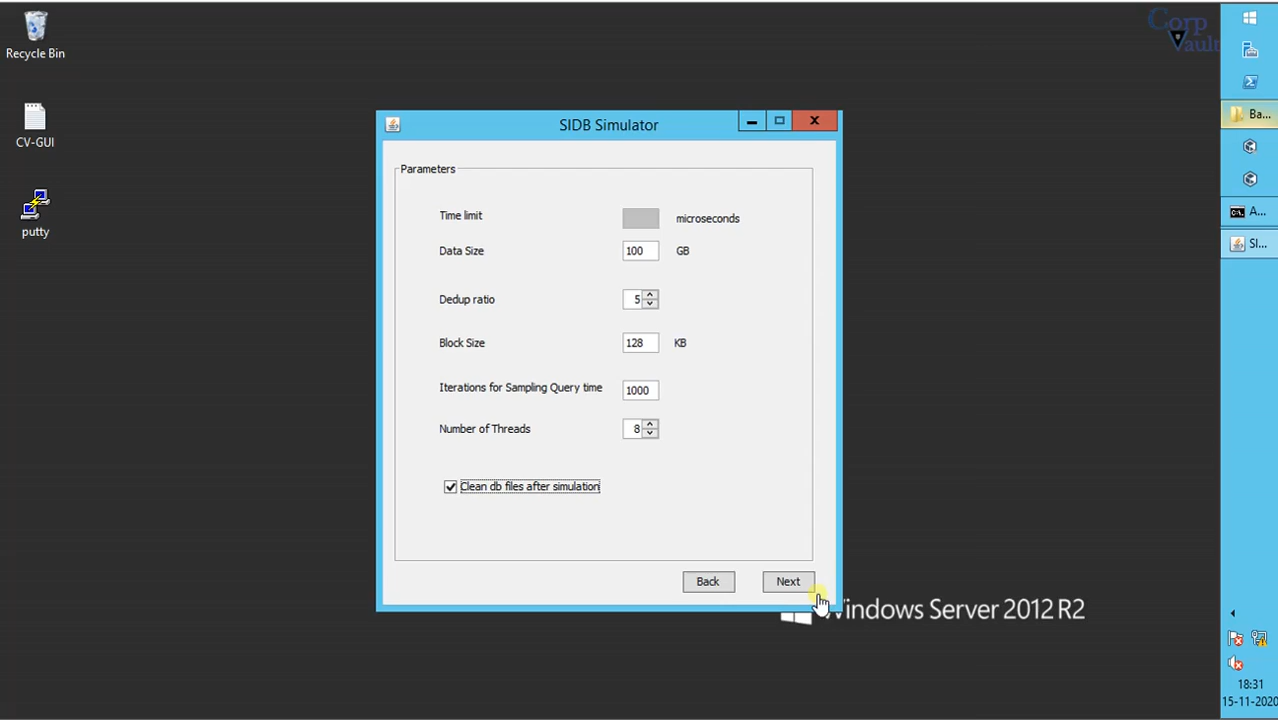 Corp
Vault
Recycle Bin
CV-GUI
putty
SIDB Simulator
Parameters
Time limit
microseconds
Data Size
100
GB
Dedup ratio
5
Block Size
128
KB
Iterations for Sampling Query time
1000
Number of Threads
8
Clean db files after simulation
Back
Next
Windows Server 2012 R2
Ba...
A...
SI...
18:31
15-11-2020